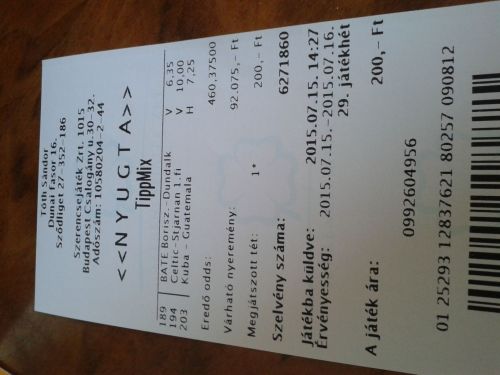 Tóth Sándor
Dunai Fasor 16.
Sződliget 27-352-186
Szerencsejáték Zrt. 1015
Budapest Csalogány u.30-32.
Adószám: 10580204-2-44
<<NYUGTA>>
TippMix
189 BATE Borisz.-Dundalk V 6,35
194 Celtic-Stjarnan 1.fi V 10,00
203 Kuba - Guatemala H 7,25
Eredő odds: 460,37500
Várható nyeremény: 92.075,- Ft
Megjátszott tét: 1* 200,- Ft
Szelvény száma: 6271860
Játékba küldve: 2015.07.15. 14:27
Érvényesség: 2015.07.15.-2015.07.16.
29. játékhét
A játék ára: 200,- Ft
0992604956
01 25293 12837621 80257 090812